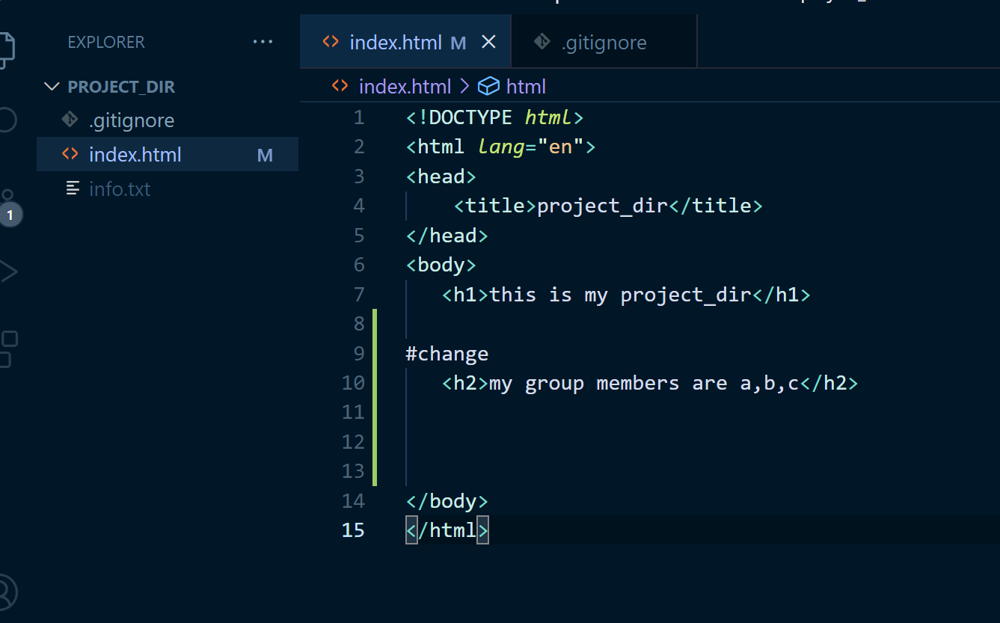 EXPLORER ...
index.html M
.gitignore
PROJECT_DIR
index.html > html
.gitignore
index.html M
info.txt
1
1 <!DOCTYPE html>
2 <html lang="en">
3 <head>
4 <title>project_dir</title>
5 </head>
6 <body>
7 <h1>this is my project_dir</h1>
8
9 #change
10 <h2>my group members are a,b,c</h2>
11
12
13
14 </body>
15 </html>